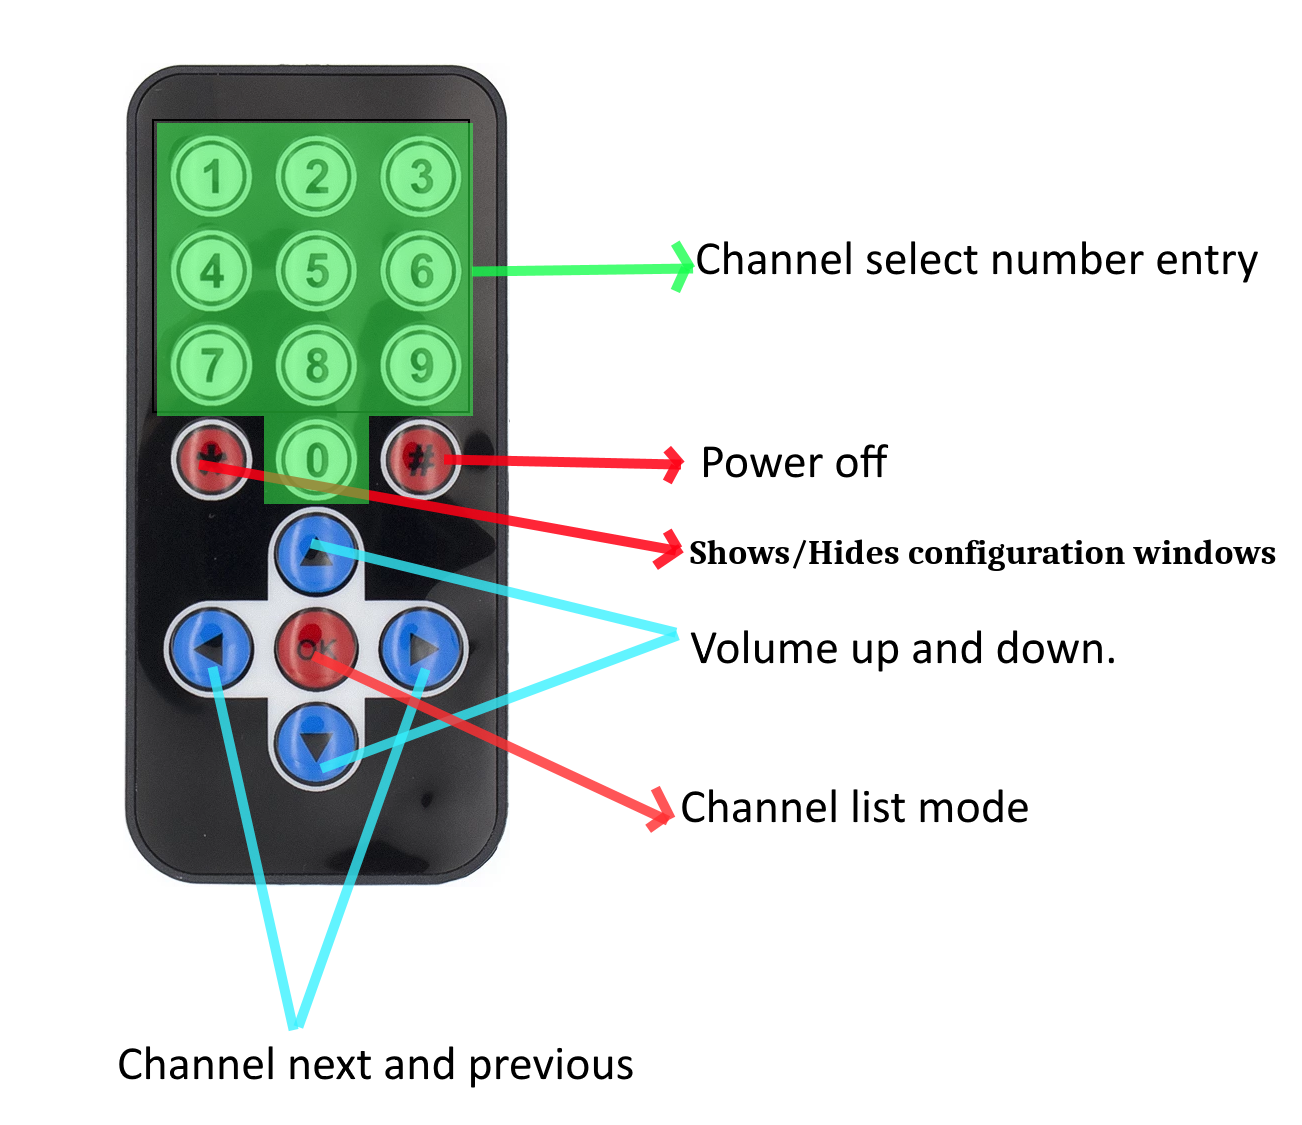 1 2 3
4 5 6
Channel select number entry
7 8 9
* 0 #
Power off
Shows/Hides configuration windows
OK
Volume up and down.
Channel list mode
Channel next and previous